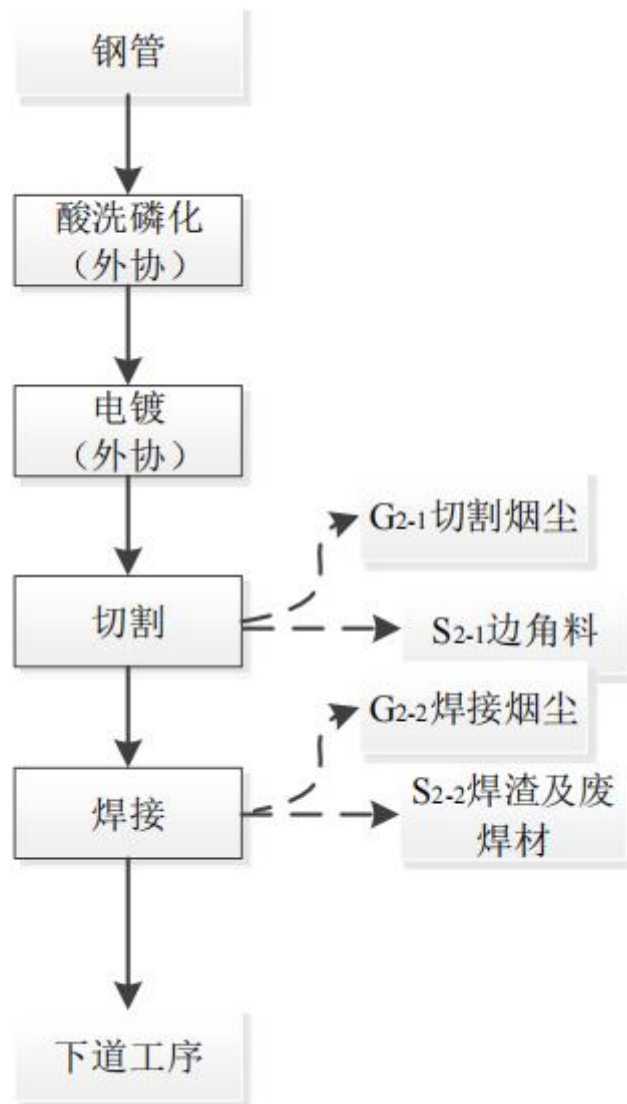 钢管
酸洗磷化
（外协）
电镀
（外协）
G2-1切割烟尘
切割
S2-1边角料
G2-2焊接烟尘
焊接
S2-2焊渣及废
焊材
下道工序